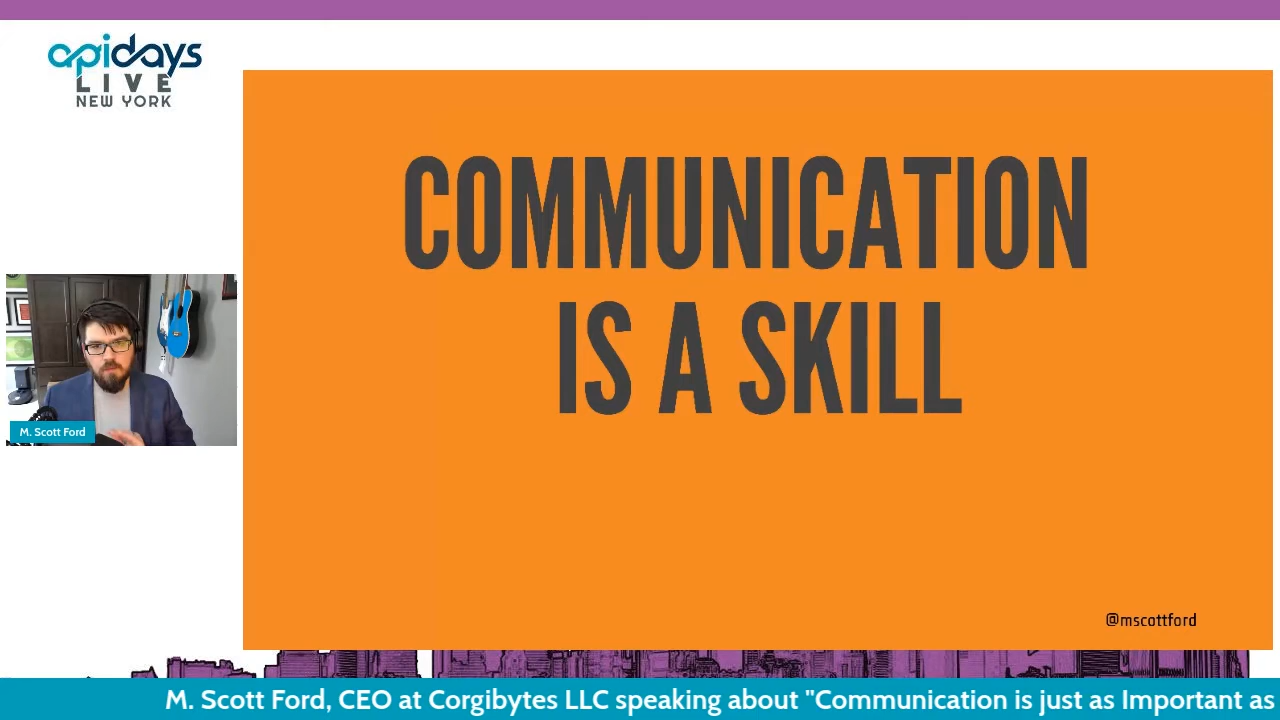 apidays
LIVE
NEW YORK
COMMUNICATION
IS A SKILL
M. Scott Ford
@mscottford
M. Scott Ford, CEO at Corgibytes LLC speaking about "Communication is just as Important as